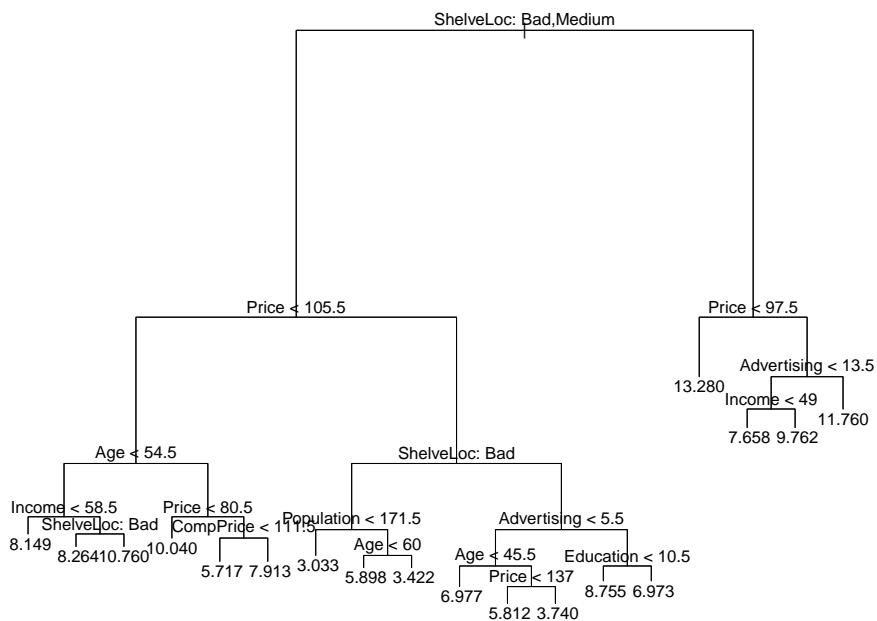 ShelveLoc: Bad,Medium
Price < 105.5
Price < 97.5
Advertising < 13.5
13.280
Income < 49
11.760
7.658 9.762
Age < 54.5
ShelveLoc: Bad
Income < 58.5
Price < 80.5
Population < 171.5
Advertising < 5.5
ShelveLoc: Bad
CompPrice < 111.5
8.149
10.040
8.264 10.760
Age < 60
Age < 45.5
Education < 10.5
3.033
5.717 7.913
5.898 3.422
Price < 137
6.977
8.755 6.973
5.812 3.740